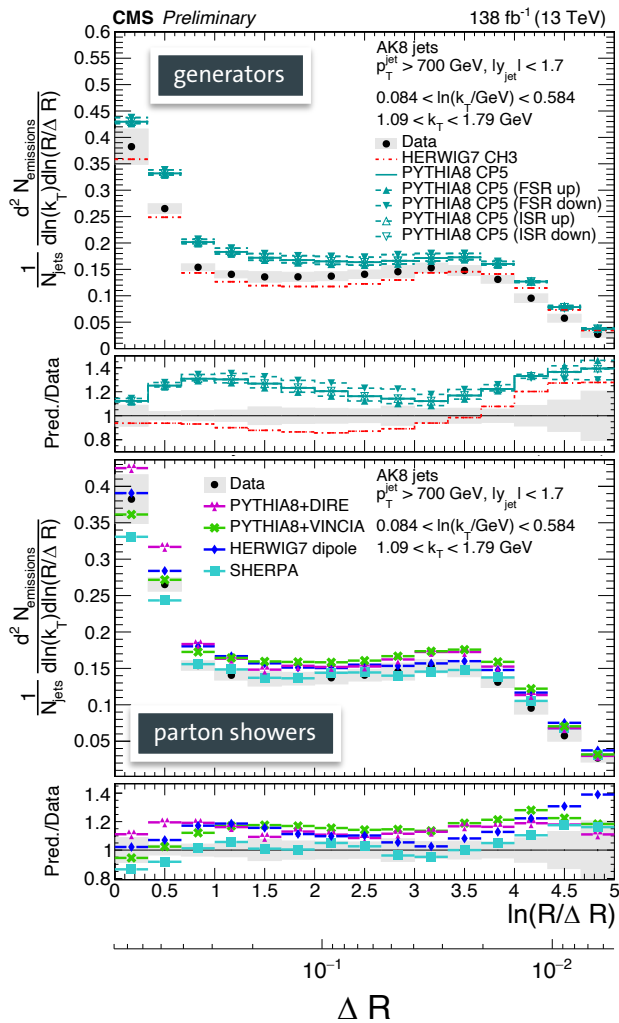 CMS Preliminary 138 fb⁻¹ (13 TeV)
generators
AK8 jets
p_T^jet > 700 GeV, |y_jet| < 1.7
0.084 < ln(k_T/GeV) < 0.584
1.09 < k_T < 1.79 GeV
Data
HERWIG7 CH3
PYTHIA8 CP5
PYTHIA8 CP5 (FSR up)
PYTHIA8 CP5 (FSR down)
PYTHIA8 CP5 (ISR up)
PYTHIA8 CP5 (ISR down)
1/N_jets d² N_emissions/dln(k_T)dln(R/Δ R)
0.6
0.55
0.5
0.45
0.4
0.35
0.3
0.25
0.2
0.15
0.1
0.05
0
Pred./Data
1.4
1.2
1
0.8
Data
PYTHIA8+DIRE
PYTHIA8+VINCIA
HERWIG7 dipole
SHERPA
AK8 jets
p_T^jet > 700 GeV, |y_jet| < 1.7
0.084 < ln(k_T/GeV) < 0.584
1.09 < k_T < 1.79 GeV
1/N_jets d² N_emissions/dln(k_T)dln(R/Δ R)
0.4
0.35
0.3
0.25
0.2
0.15
0.1
0.05
parton showers
Pred./Data
1.4
1.2
1
0.8
0 0.5 1 1.5 2 2.5 3 3.5 4 4.5 5
ln(R/Δ R)
10⁻¹ 10⁻²
Δ R